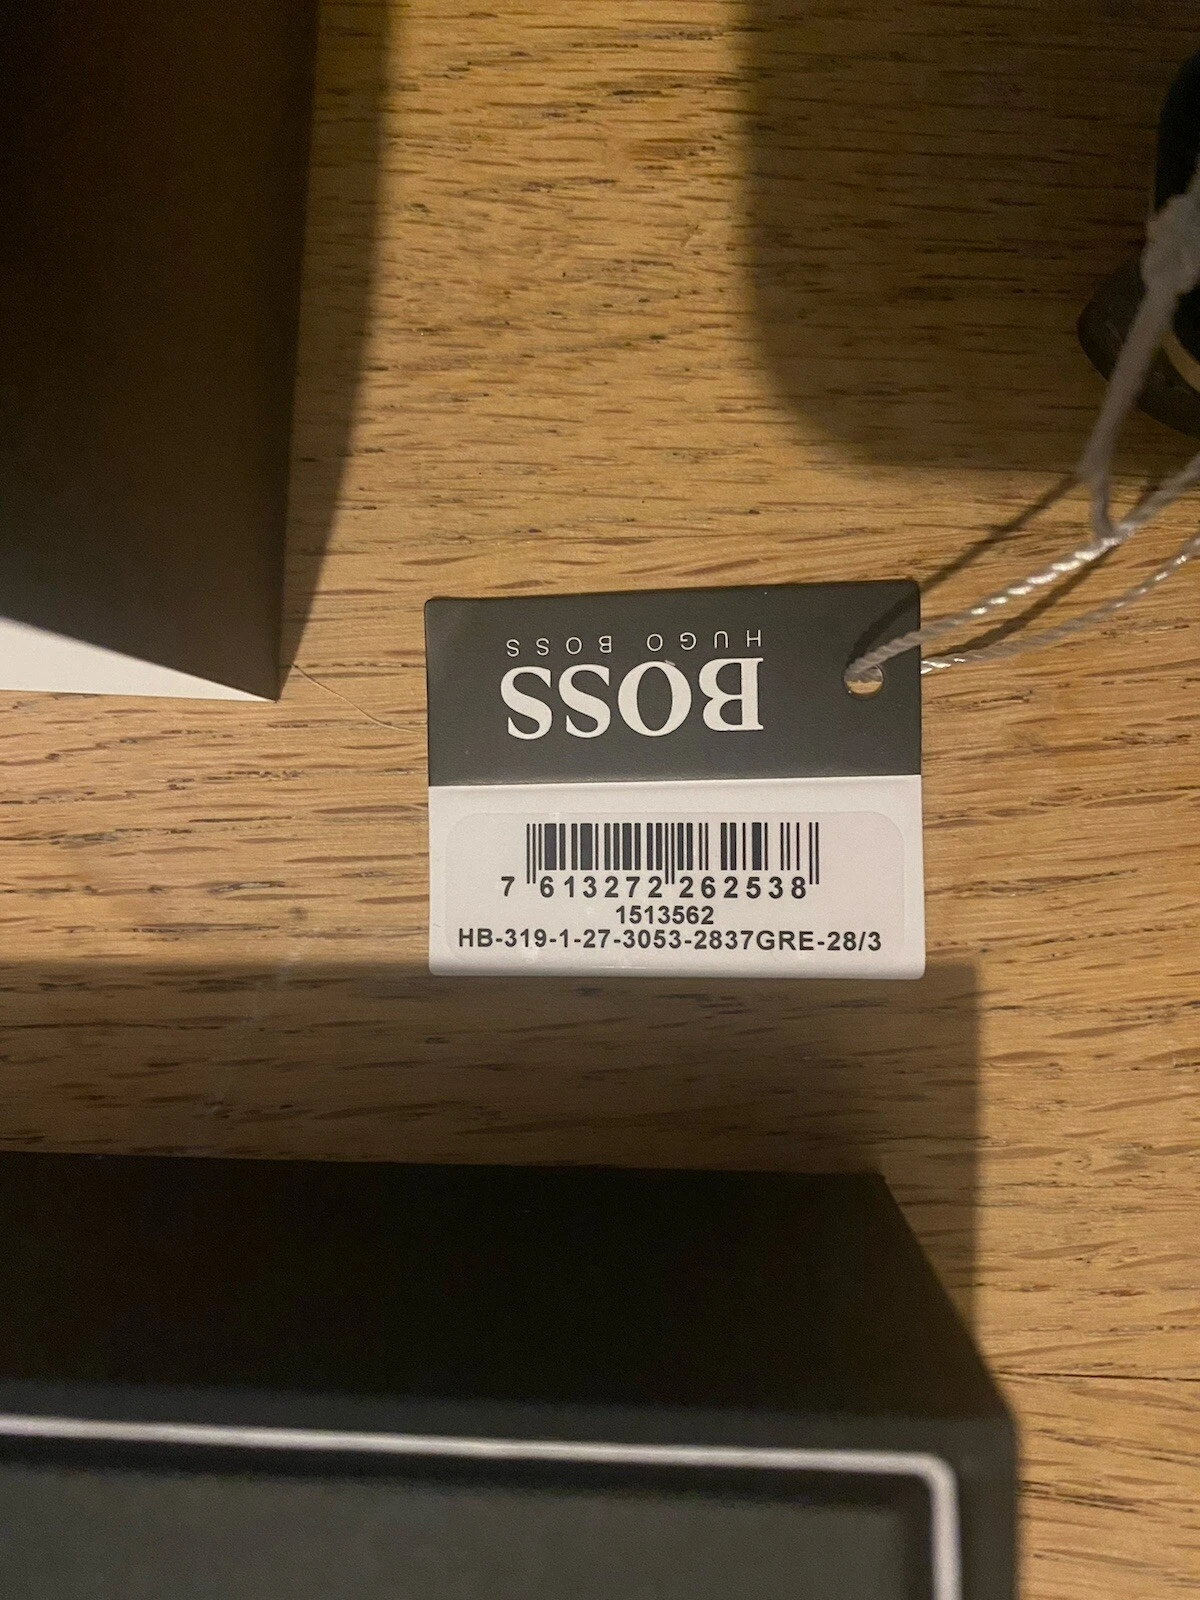 HUGO BOSS
BOSS
7 613272 262538
1513562
HB-319-1-27-3053-2837GRE-28/3